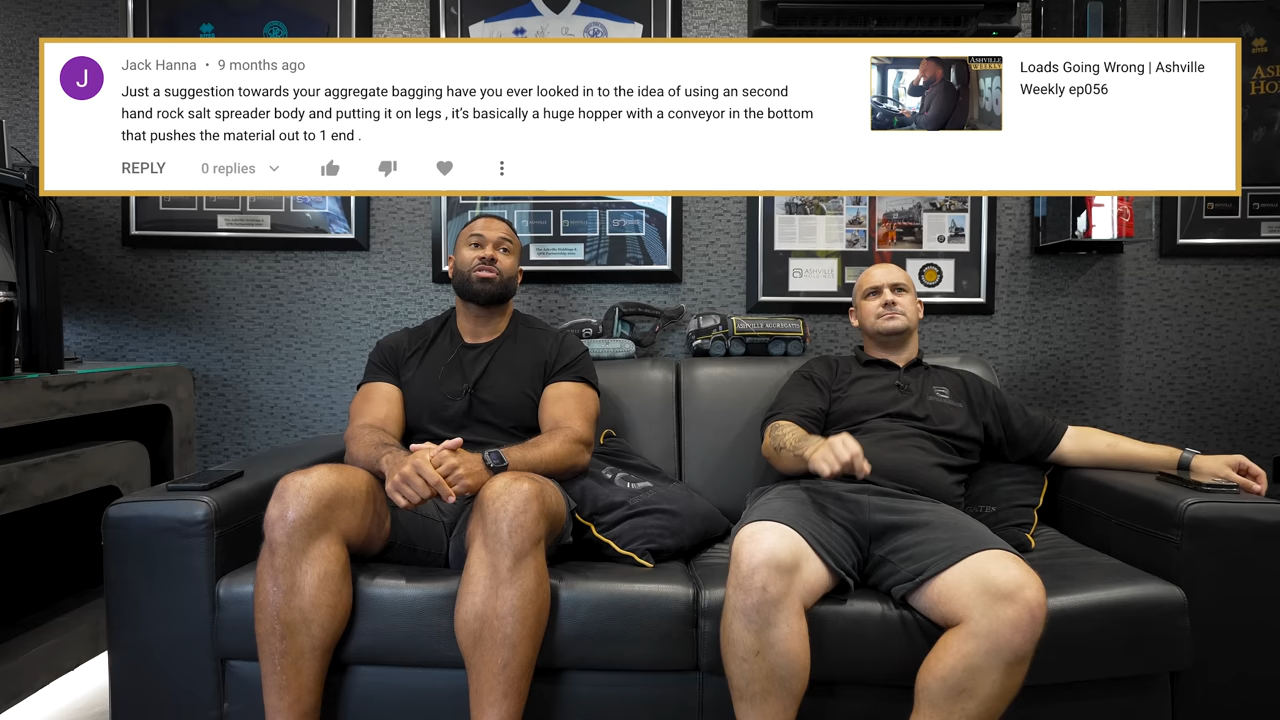 J
Jack Hanna • 9 months ago
Just a suggestion towards your aggregate bagging have you ever looked in to the idea of using an second
hand rock salt spreader body and putting it on legs , it's basically a huge hopper with a conveyor in the bottom
that pushes the material out to 1 end .
REPLY 0 replies
ASHVILLE
WEEKLY
056
Loads Going Wrong | Ashville
Weekly ep056
ASHVILLE
ASHVILLE AGGREGATES